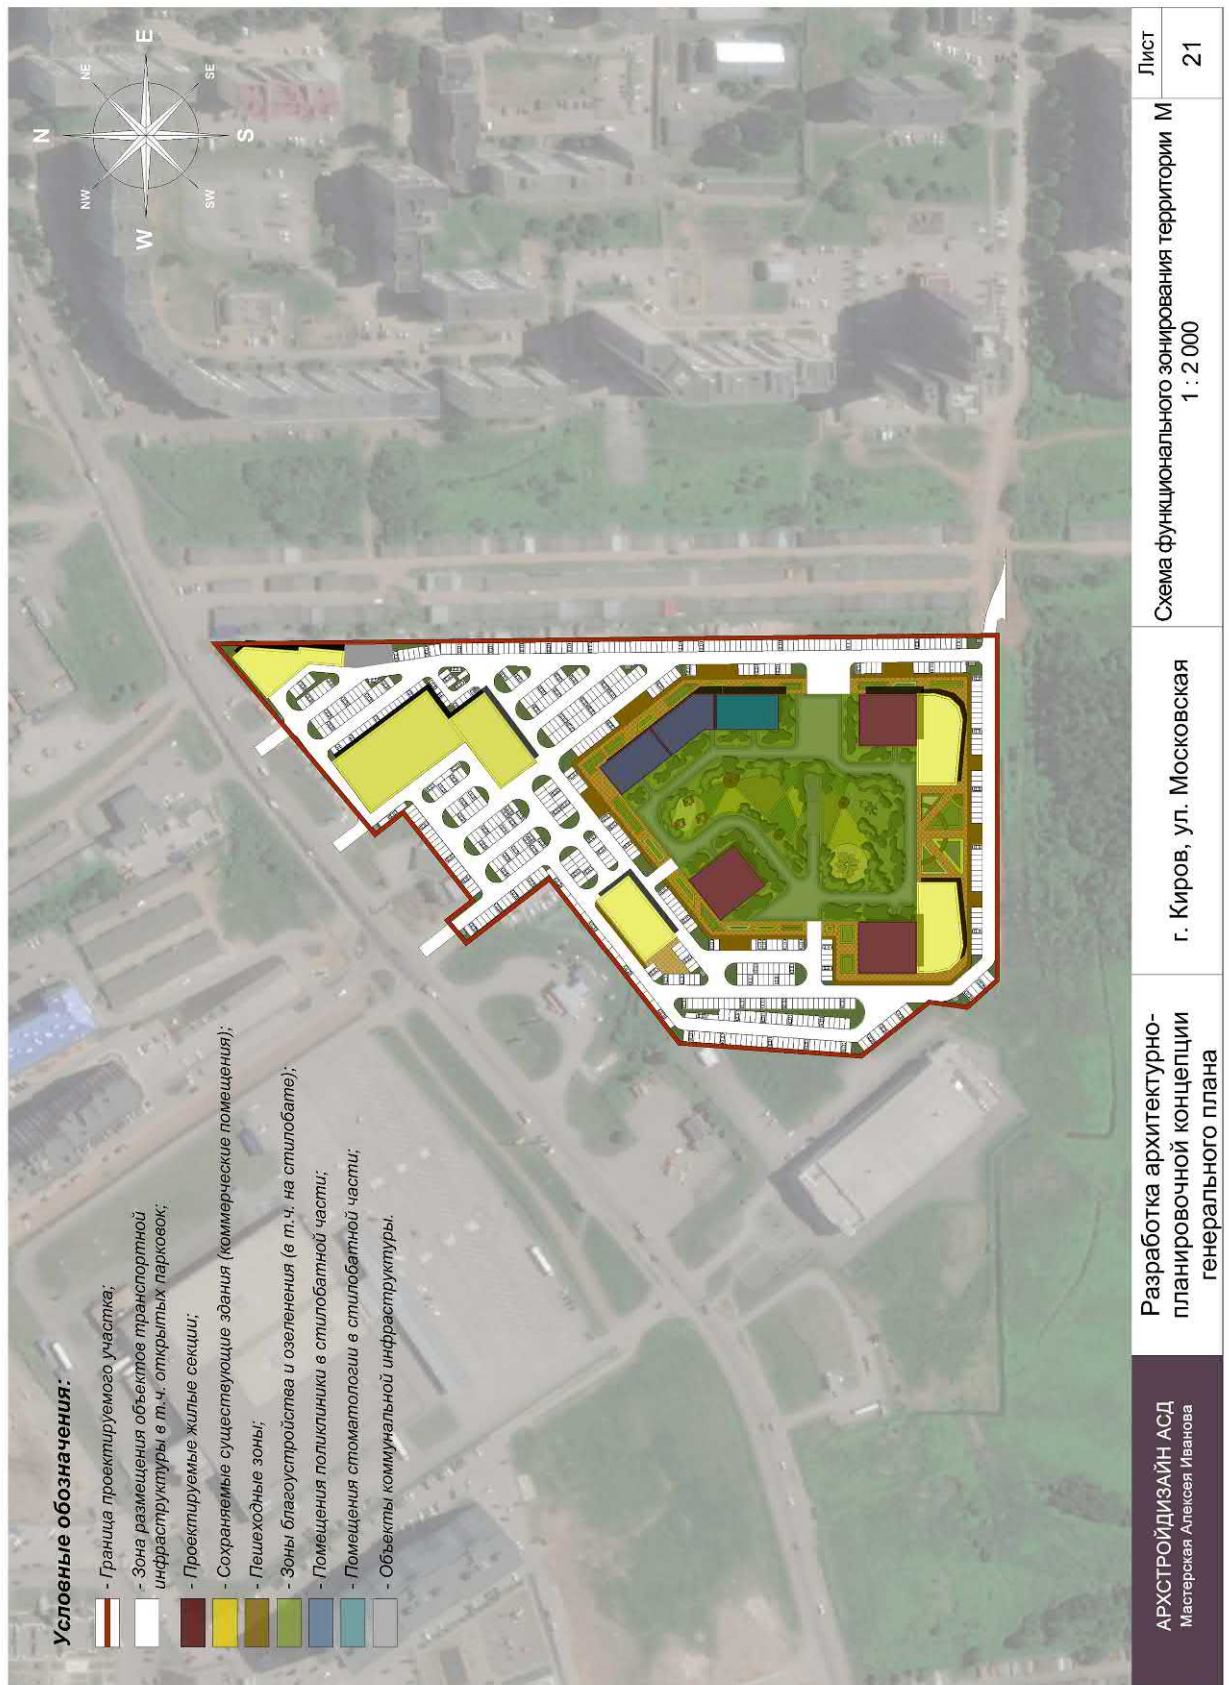 Условные обозначения:
- Граница проектируемого участка;
- Зона размещения объектов транспортной
инфраструктуры в т.ч. открытых парковок;
- Проектируемые жилые секции;
- Сохраняемые существующие здания (коммерческие помещения);
- Пешеходные зоны;
- Зоны благоустройства и озеленения (в т.ч. на стилобате);
- Помещения поликлиники в стилобатной части;
- Помещения стоматологии в стилобатной части;
- Объекты коммунальной инфраструктуры.
N
NE
E
SE
S
SW
W
NW
АРХСТРОЙДИЗАЙН АСД
Мастерская Алексея Иванова
Разработка архитектурно-
планировочной концепции
генерального плана
г. Киров, ул. Московская
Схема функционального зонирования территории М
1 : 2 000
Лист
21